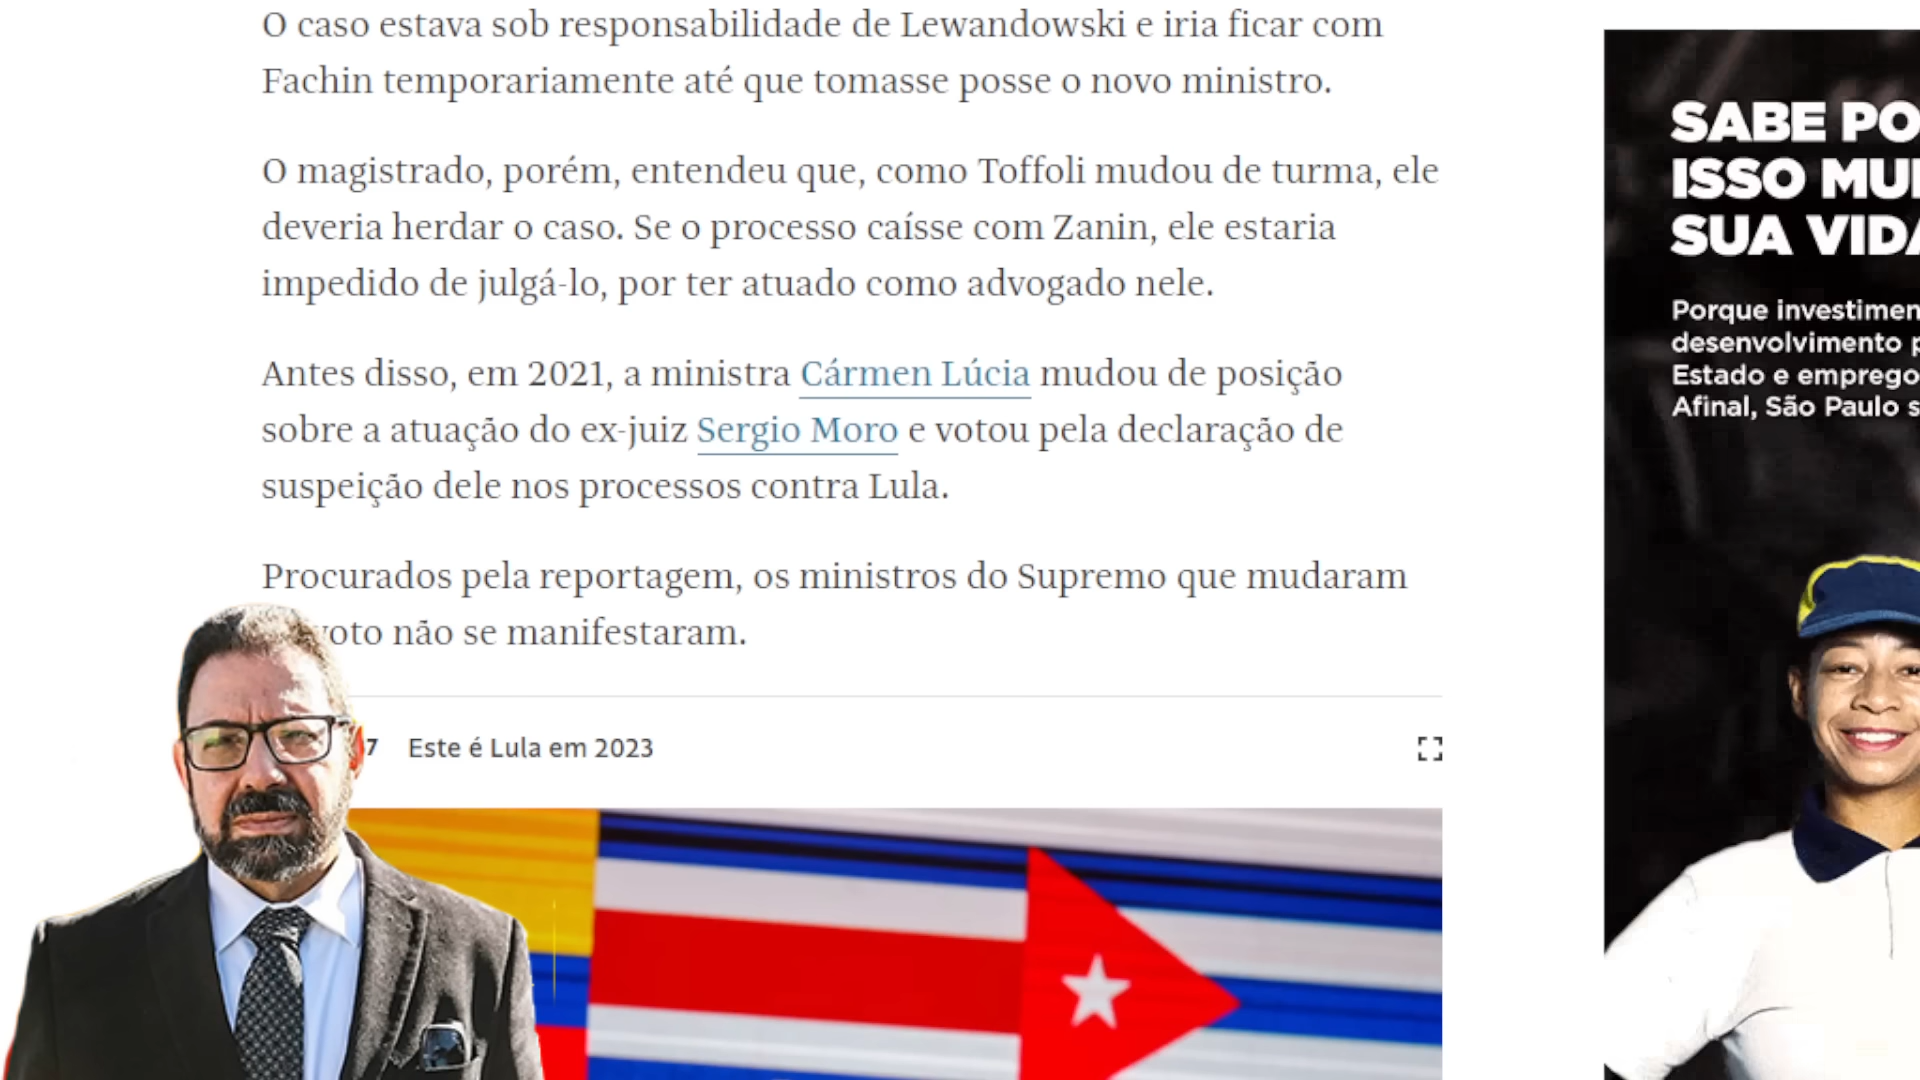 O caso estava sob responsabilidade de Lewandowski e iria ficar com
Fachin temporariamente até que tomasse posse o novo ministro.
O magistrado, porém, entendeu que, como Toffoli mudou de turma, ele
deveria herdar o caso. Se o processo caísse com Zanin, ele estaria
impedido de julgá-lo, por ter atuado como advogado nele.
Antes disso, em 2021, a ministra Cármen Lúcia mudou de posição
sobre a atuação do ex-juiz Sergio Moro e votou pela declaração de
suspeição dele nos processos contra Lula.
Procurados pela reportagem, os ministros do Supremo que mudaram
voto não se manifestaram.
7 Este é Lula em 2023
SABE PO
ISSO MU
SUA VIDA
Porque investimen
desenvolvimento p
Estado e emprego
Afinal, São Paulo s